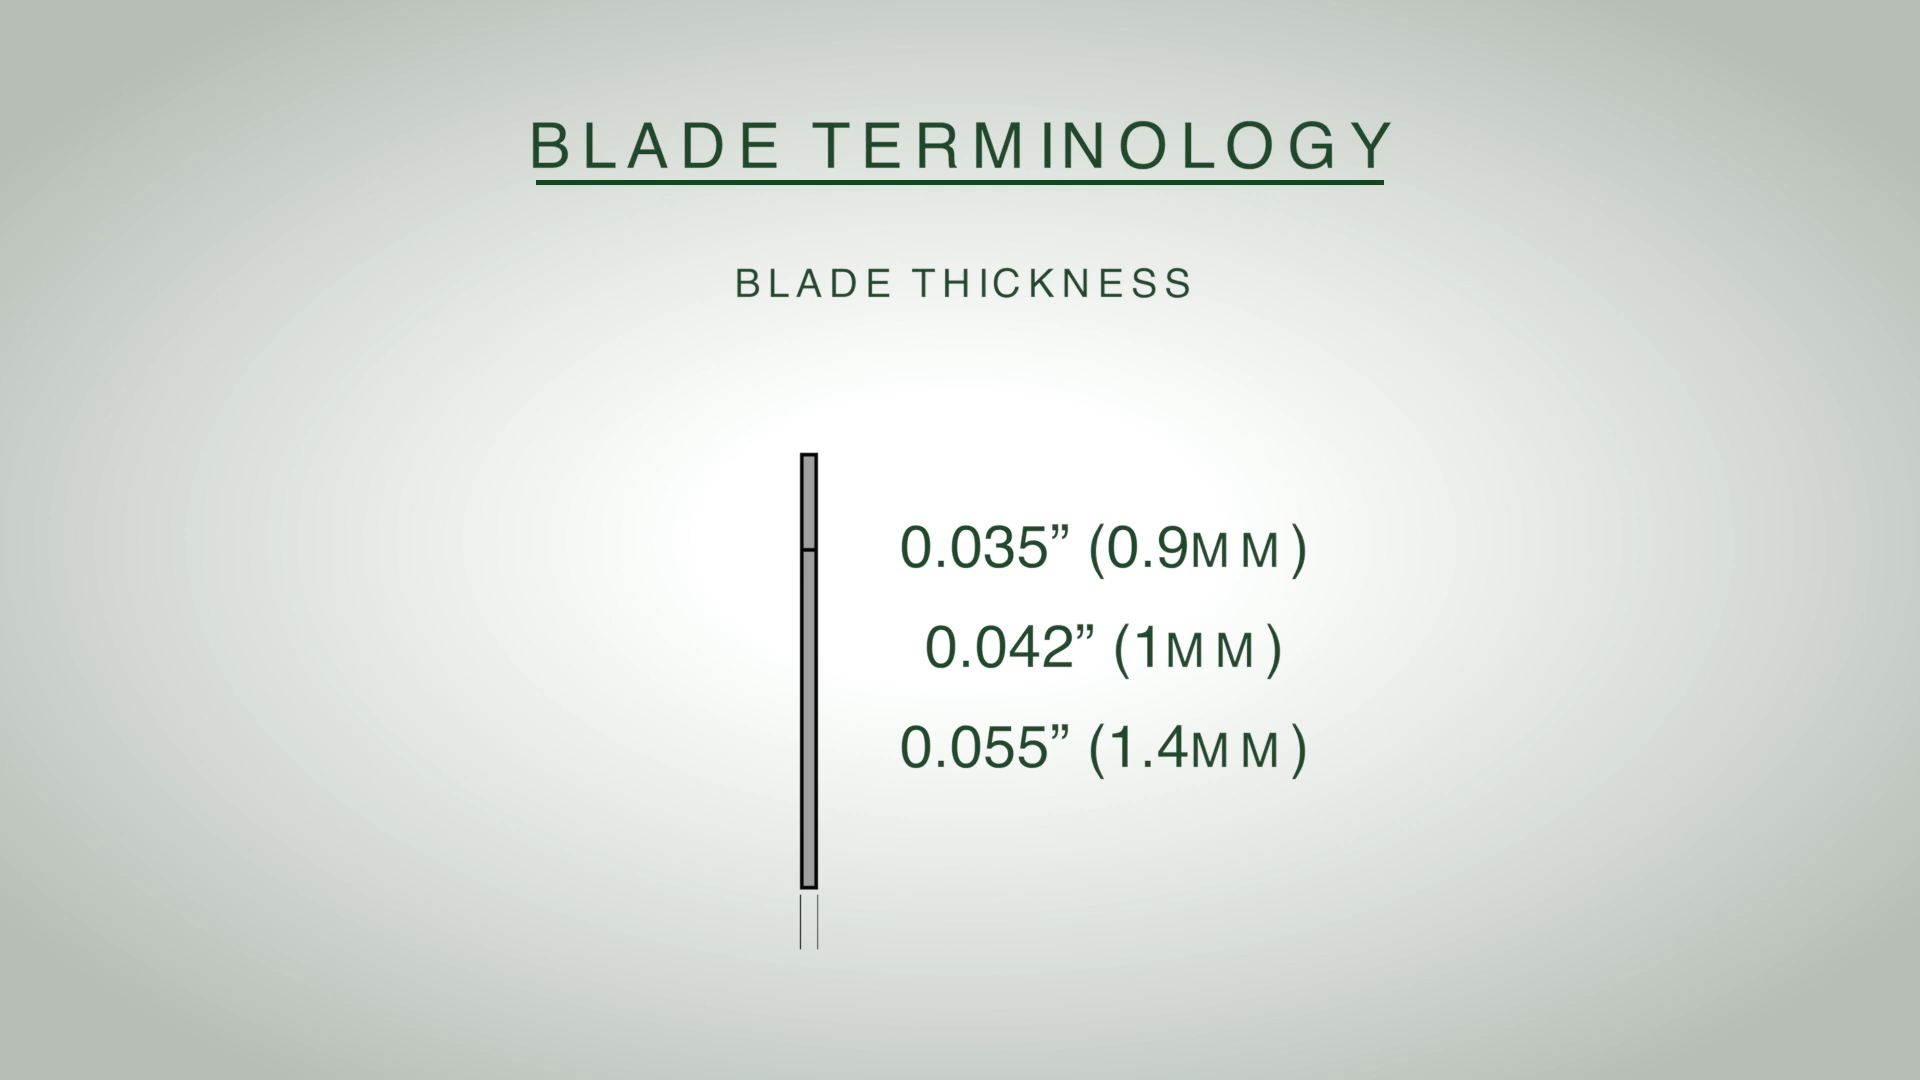 BLADE TERMINOLOGY
BLADE THICKNESS
0.035” (0.9MM)
0.042” (1MM)
0.055” (1.4MM)